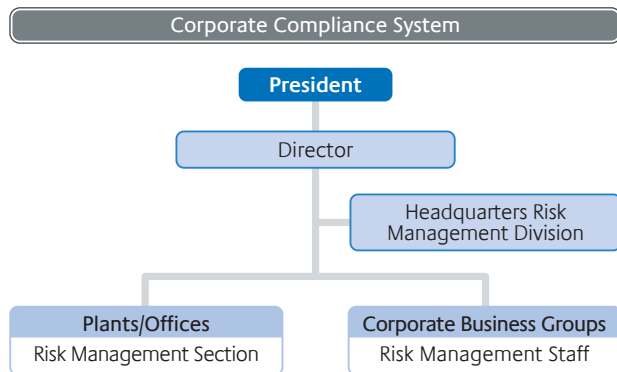 Corporate Compliance System
President
Director
Headquarters Risk
Management Division
Plants/Offices
Risk Management Section
Corporate Business Groups
Risk Management Staff